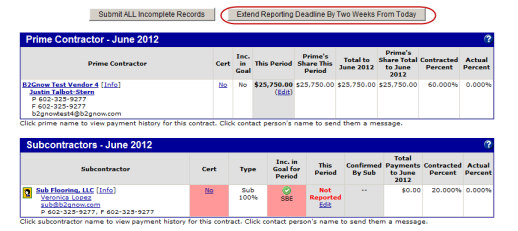 Submit ALL Incomplete Records
Extend Reporting Deadline By Two Weeks From Today
Prime Contractor - June 2012
Prime Contractor Cert Inc. in Goal This Period Prime's Share This Period Total to June 2012 Prime's Share Total to June 2012 Contracted Percent Actual Percent
B2Gnow Test Vendor 4 [Info] No No $25,750.00 $25,750.00 $25,750.00 $25,750.00 60.000% 0.000%
Justin Talbot-Stern (Edit)
P 602-325-9277
F 602-325-9277
b2gnowtest4@b2gnow.com
Click prime name to view payment history for this contract. Click contact person's name to send them a message.
Subcontractors - June 2012
Subcontractor Cert Type Inc. in Goal for Period This Period Confirmed By Sub Total Payments to June 2012 Contracted Percent Actual Percent
Sub Flooring, LLC [Info] No Sub 100% SBE Not Reported Edit -- $0.00 20.000% 0.000%
Veronica Lopez
sub@b2gnow.com
P 602-325-9277, F 602-325-9277
Click subcontractor name to view payment history for this contract. Click contact person's name to send them a message.